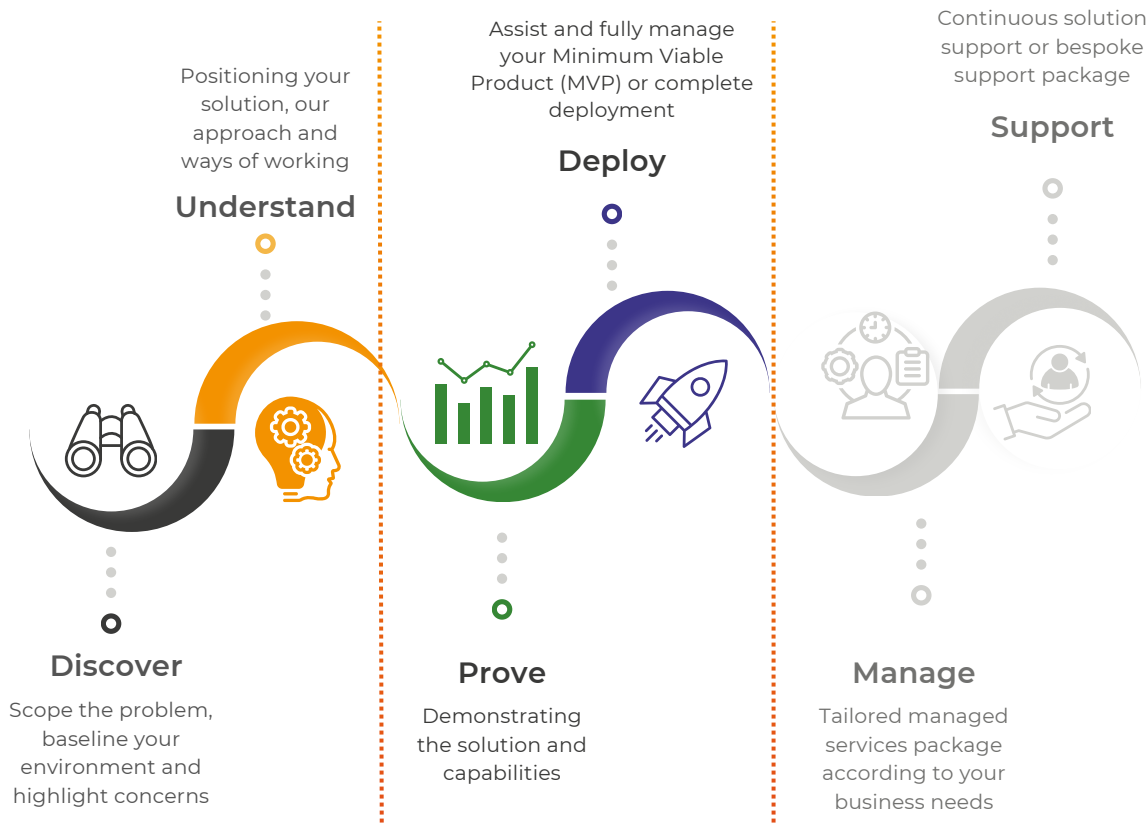 Positioning your
solution, our
approach and
ways of working
Understand
Assist and fully manage
your Minimum Viable
Product (MVP) or complete
deployment
Deploy
Continuous solution
support or bespoke
support package
Support
Discover
Scope the problem,
baseline your
environment and
highlight concerns
Prove
Demonstrating
the solution and
capabilities
Manage
Tailored managed
services package
according to your
business needs